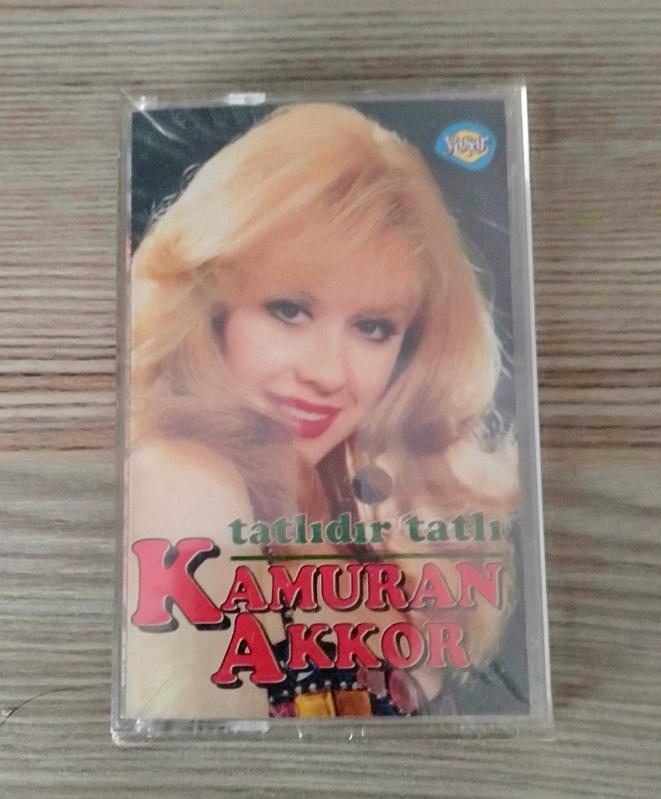 Yaşar
tatlıdır tatlı
KAMURAN
AKKOR